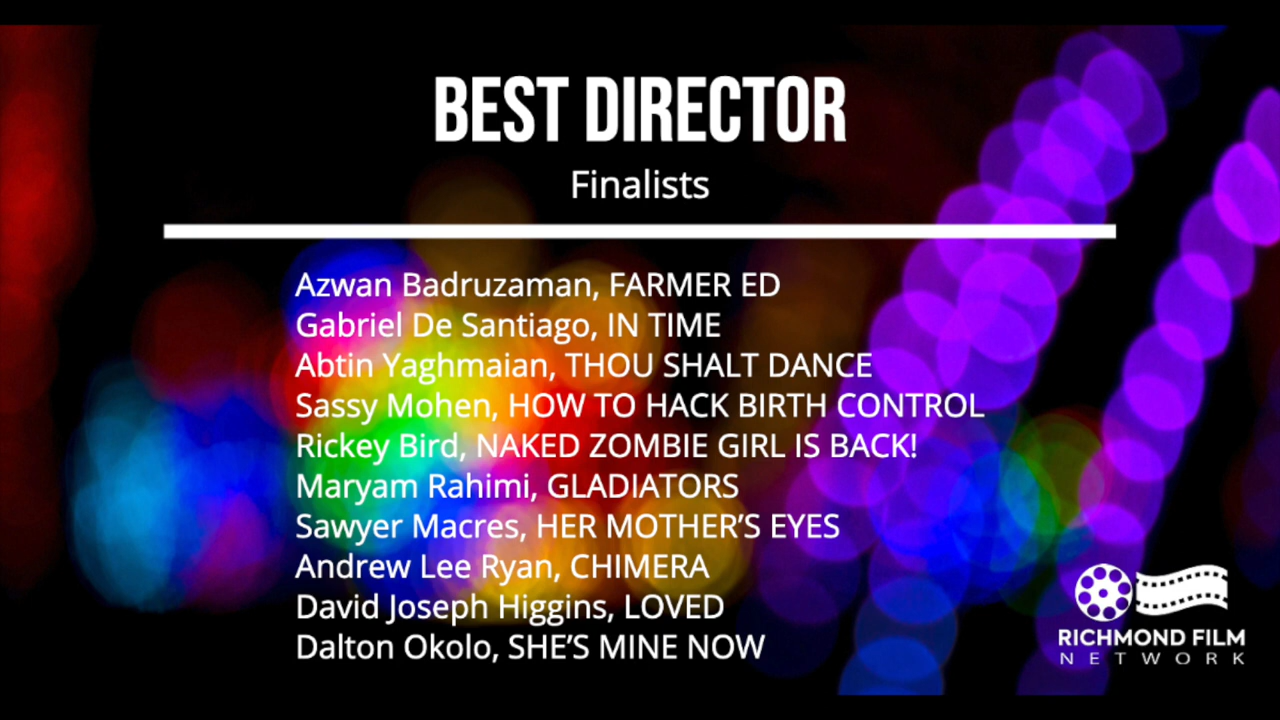 BEST DIRECTOR
Finalists
Azwan Badruzaman, FARMER ED
Gabriel De Santiago, IN TIME
Abtin Yaghmaian, THOU SHALT DANCE
Sassy Mohen, HOW TO HACK BIRTH CONTROL
Rickey Bird, NAKED ZOMBIE GIRL IS BACK!
Maryam Rahimi, GLADIATORS
Sawyer Macres, HER MOTHER’S EYES
Andrew Lee Ryan, CHIMERA
David Joseph Higgins, LOVED
Dalton Okolo, SHE’S MINE NOW
RICHMOND FILM
NETWORK